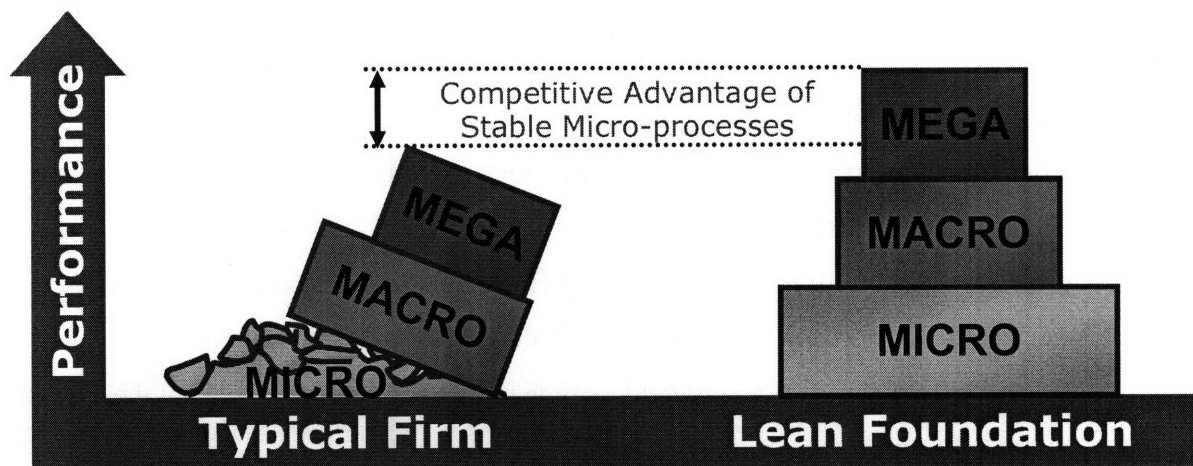 Performance
Competitive Advantage of
Stable Micro-processes
MEGA
MACRO
MICRO
Typical Firm
MEGA
MACRO
MICRO
Lean Foundation